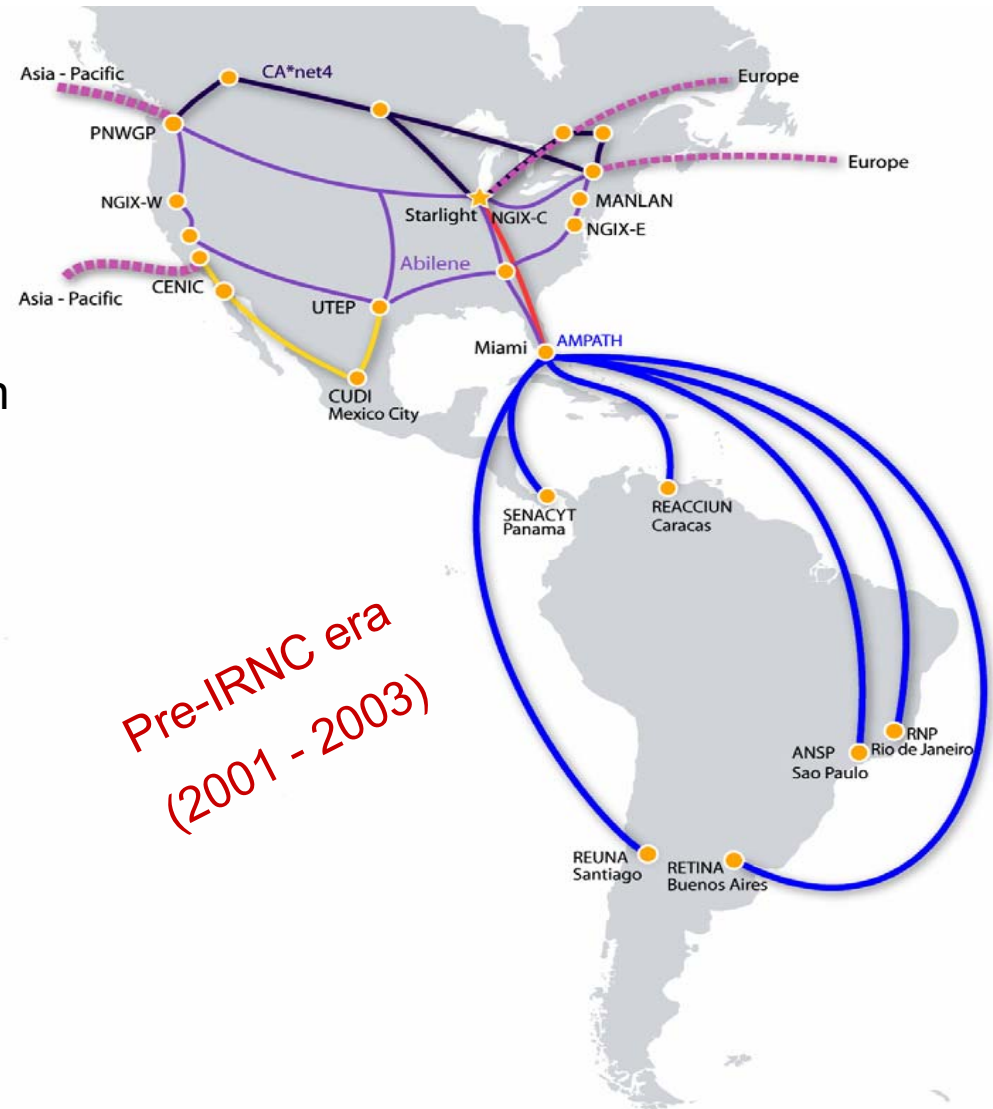 Asia - Pacific
CA*net4
Europe
PNWGP
Europe
NGIX-W
MANLAN
Starlight
NGIX-C
NGIX-E
Abilene
CENIC
Asia - Pacific
UTEP
Miami
AMPATH
n
CUDI
Mexico City
SENACYT
Panama
REACCIUN
Caracas
Pre-IRNC era
(2001 - 2003)
RNP
Rio de Janeiro
ANSP
Sao Paulo
REUNA
Santiago
RETINA
Buenos Aires